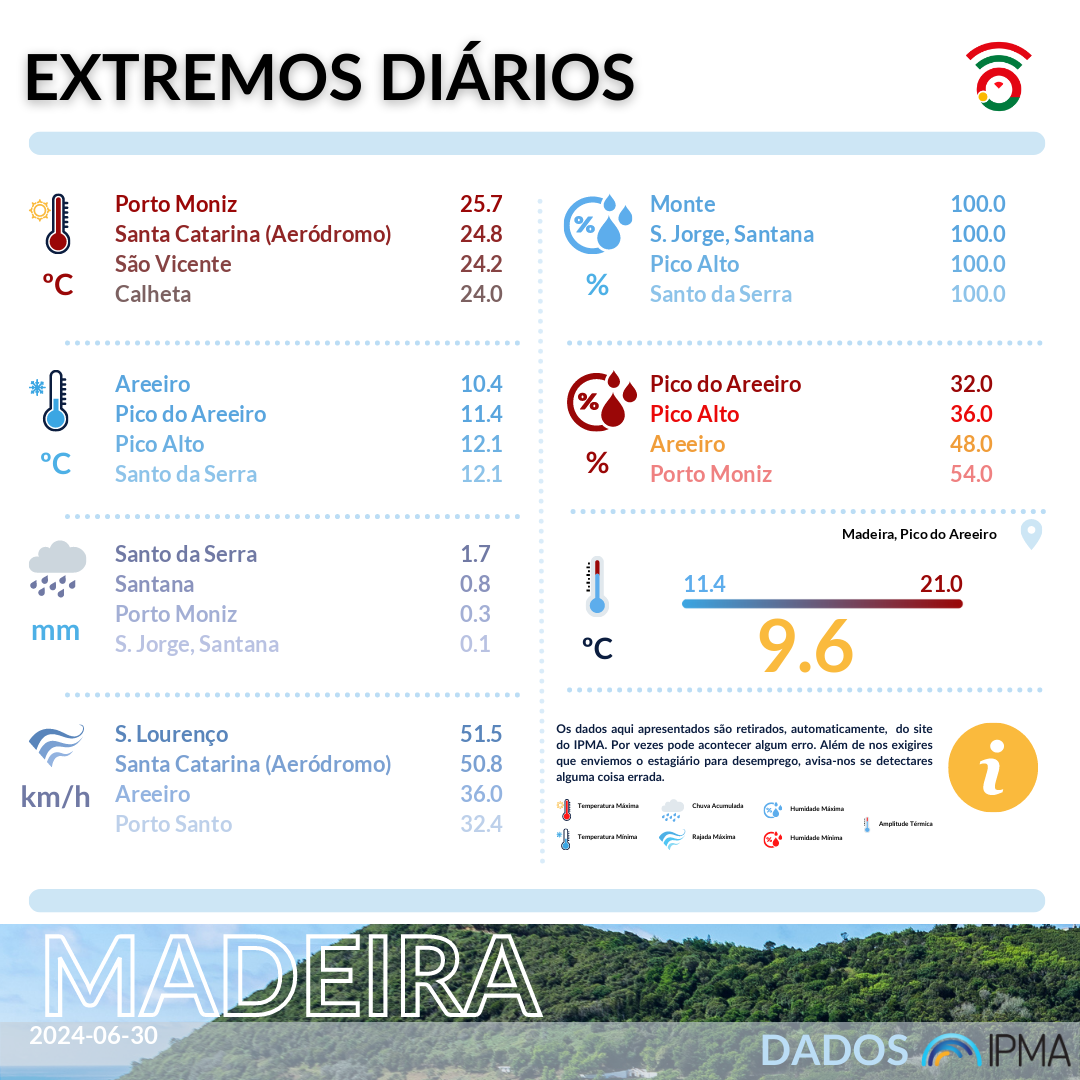 EXTREMOS DIÁRIOS
ºC
Porto Moniz 25.7
Santa Catarina (Aeródromo) 24.8
São Vicente 24.2
Calheta 24.0
ºC
Areeiro 10.4
Pico do Areeiro 11.4
Pico Alto 12.1
Santo da Serra 12.1
mm
Santo da Serra 1.7
Santana 0.8
Porto Moniz 0.3
S. Jorge, Santana 0.1
km/h
S. Lourenço 51.5
Santa Catarina (Aeródromo) 50.8
Areeiro 36.0
Porto Santo 32.4
%
%
Monte 100.0
S. Jorge, Santana 100.0
Pico Alto 100.0
Santo da Serra 100.0
%
%
Pico do Areeiro 32.0
Pico Alto 36.0
Areeiro 48.0
Porto Moniz 54.0
Madeira, Pico do Areeiro
ºC
11.4 21.0
9.6
Os dados aqui apresentados são retirados, automaticamente, do site
do IPMA. Por vezes pode acontecer algum erro. Além de nos exigires
que enviemos o estagiário para desemprego, avisa-nos se detectares
alguma coisa errada.
i
Temperatura Máxima
Chuva Acumulada
% Humidade Máxima
Amplitude Térmica
Temperatura Mínima
Rajada Máxima
% Humidade Mínima
MADEIRA
2024-06-30
DADOS IPMA